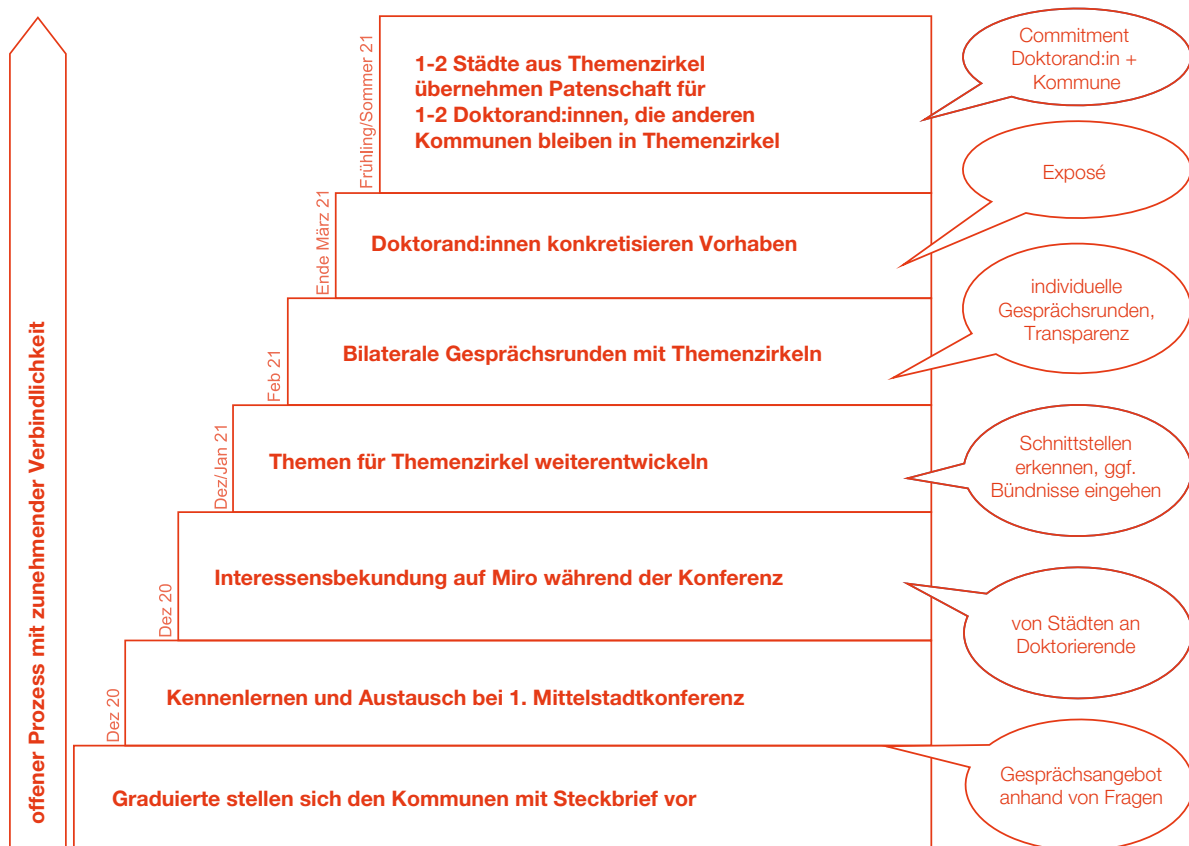 offener Prozess mit zunehmender Verbindlichkeit
Frühling/Sommer 21
1-2 Städte aus Themenzirkel
übernehmen Patenschaft für
1-2 Doktorand:innen, die anderen
Kommunen bleiben in Themenzirkel
Commitment
Doktorand:in +
Kommune
Ende März 21
Doktorand:innen konkretisieren Vorhaben
Exposé
Feb 21
Bilaterale Gesprächsrunden mit Themenzirkeln
individuelle
Gesprächsrunden,
Transparenz
Dez/Jan 21
Themen für Themenzirkel weiterentwickeln
Schnittstellen
erkennen, ggf.
Bündnisse eingehen
Dez 20
Interessensbekundung auf Miro während der Konferenz
von Städten an
Doktorierende
Dez 20
Kennenlernen und Austausch bei 1. Mittelstadtkonferenz
Graduierte stellen sich den Kommunen mit Steckbrief vor
Gesprächsangebot
anhand von Fragen